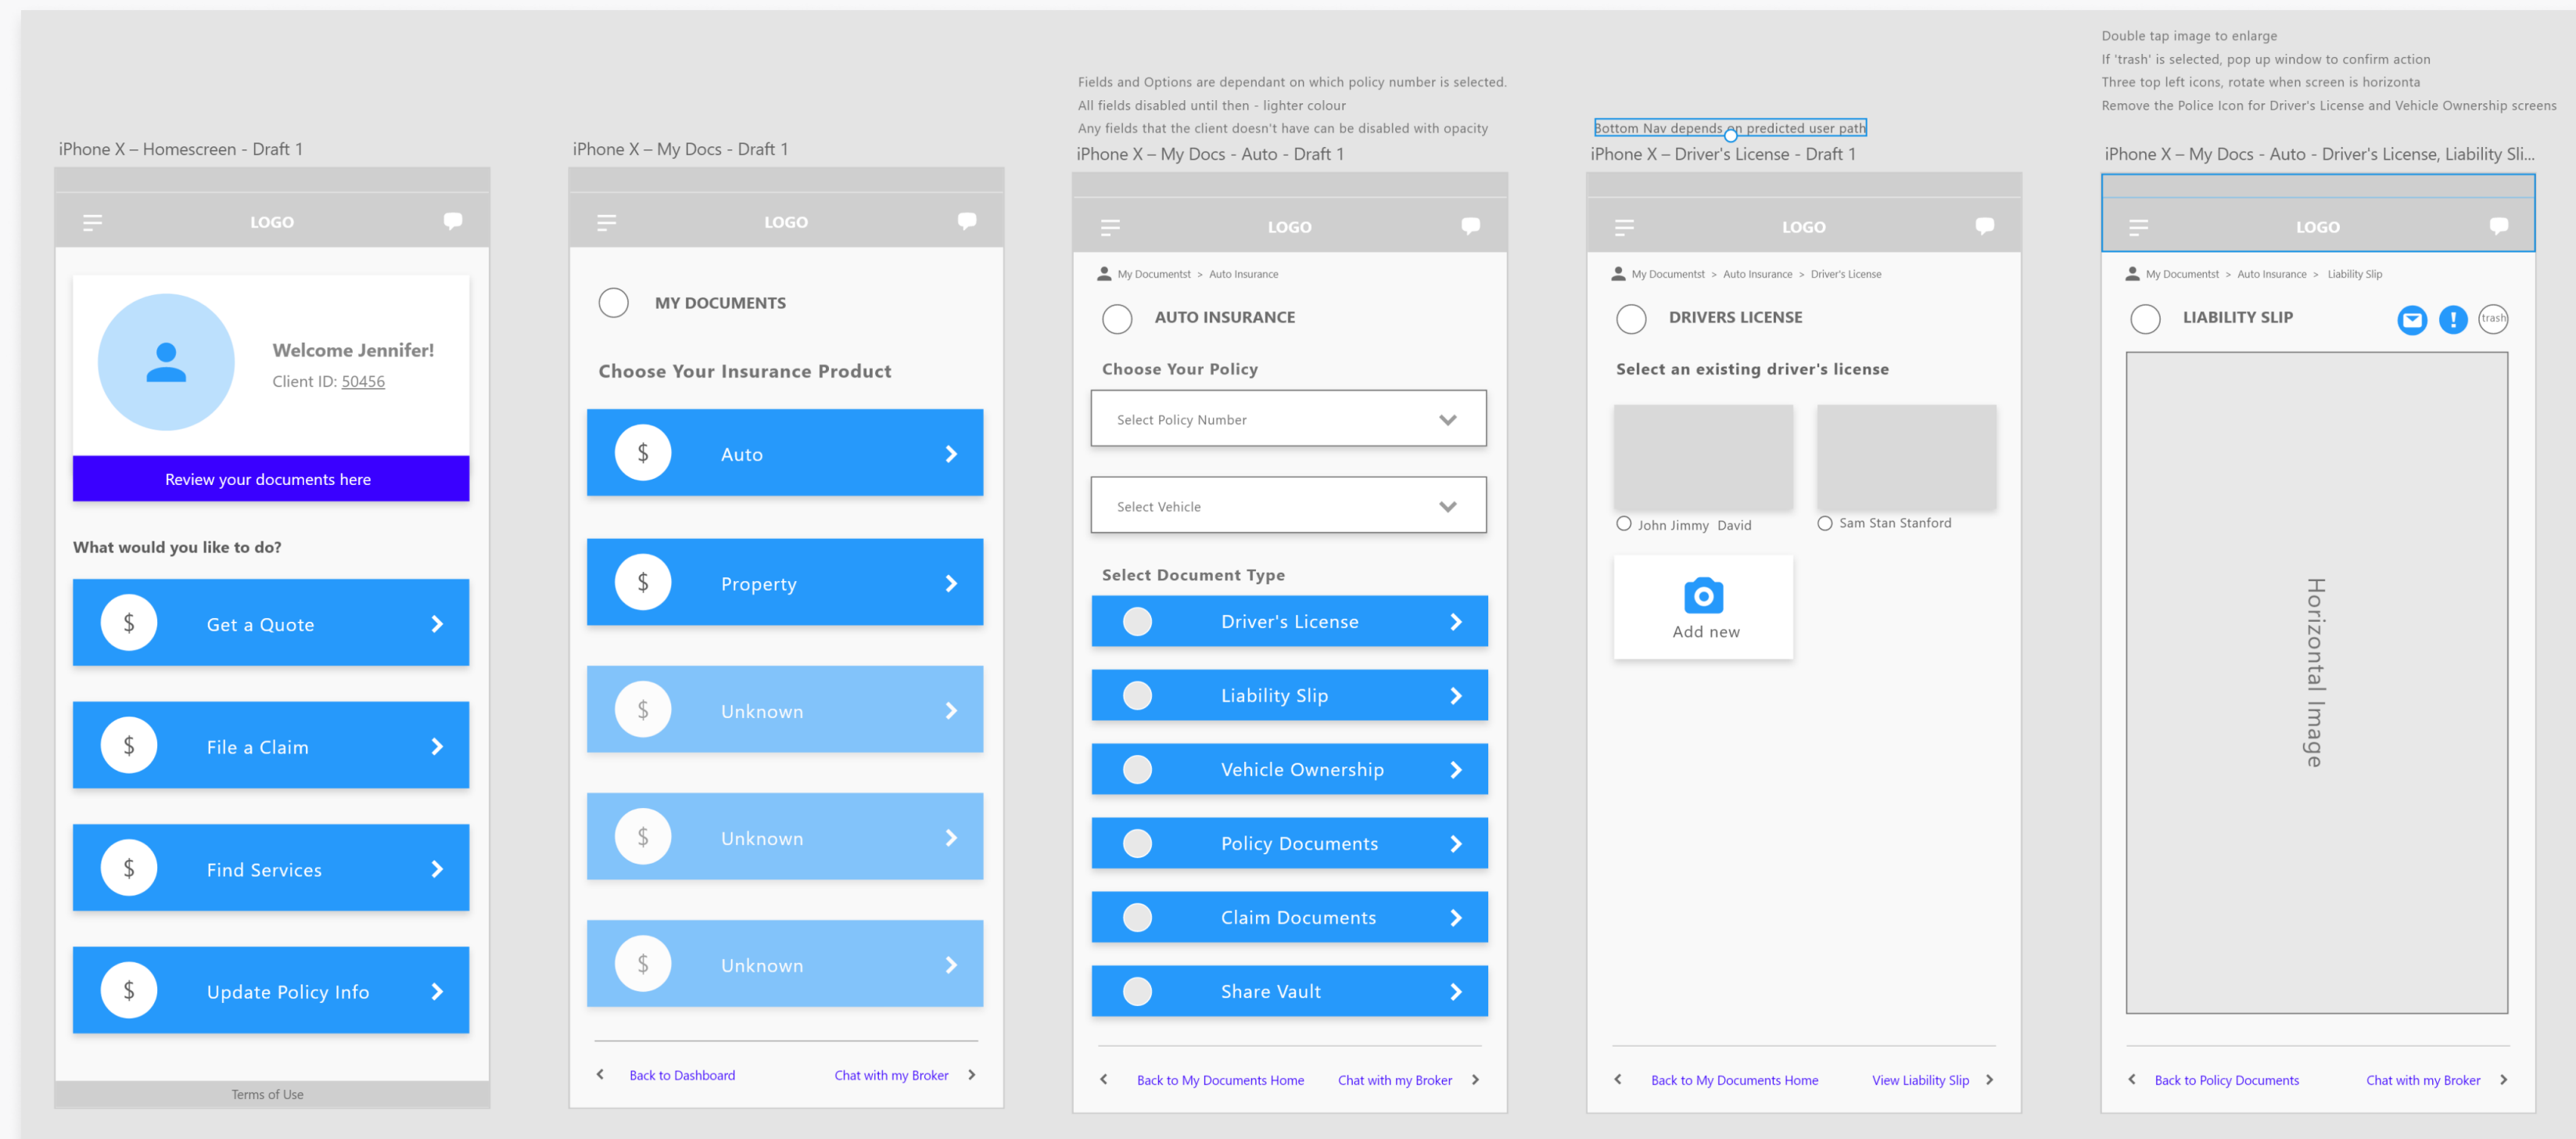 iPhone X – Homescreen - Draft 1
LOGO
Welcome Jennifer!
Client ID: 50456
Review your documents here
What would you like to do?
$ Get a Quote
$ File a Claim
$ Find Services
$ Update Policy Info
Terms of Use
iPhone X – My Docs - Draft 1
LOGO
MY DOCUMENTS
Choose Your Insurance Product
$ Auto
$ Property
$ Unknown
$ Unknown
$ Unknown
Back to Dashboard
Chat with my Broker
Fields and Options are dependant on which policy number is selected.
All fields disabled until then - lighter colour
Any fields that the client doesn't have can be disabled with opacity
iPhone X – My Docs - Auto - Draft 1
LOGO
My Documentst > Auto Insurance
AUTO INSURANCE
Choose Your Policy
Select Policy Number
Select Vehicle
Select Document Type
Driver's License
Liability Slip
Vehicle Ownership
Policy Documents
Claim Documents
Share Vault
Back to My Documents Home
Chat with my Broker
Bottom Nav depends on predicted user path
iPhone X – Driver's License - Draft 1
LOGO
My Documentst > Auto Insurance > Driver's License
DRIVERS LICENSE
Select an existing driver's license
John Jimmy David
Sam Stan Stanford
Add new
Back to My Documents Home
View Liability Slip
Double tap image to enlarge
If 'trash' is selected, pop up window to confirm action
Three top left icons, rotate when screen is horizonta
Remove the Police Icon for Driver's License and Vehicle Ownership screens
iPhone X – My Docs - Auto - Driver's License, Liability Sli...
LOGO
My Documentst > Auto Insurance > Liability Slip
LIABILITY SLIP
trash
Horizontal Image
Back to Policy Documents
Chat with my Broker